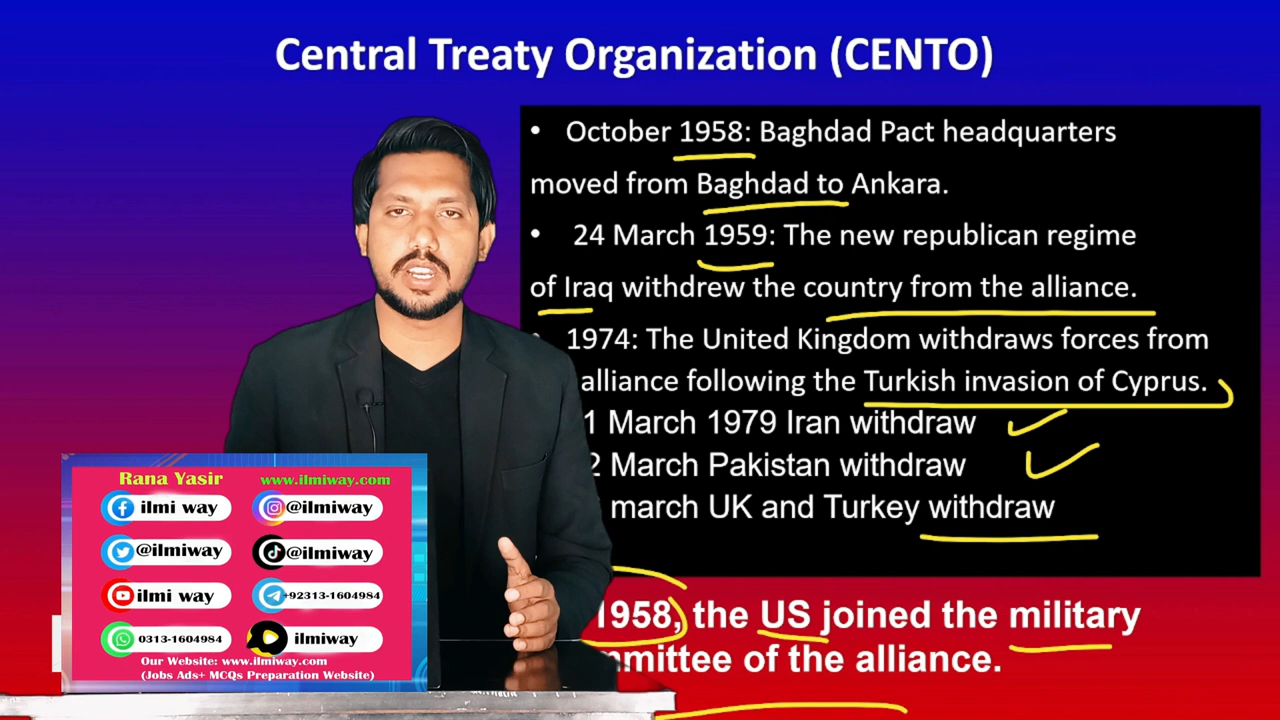 Central Treaty Organization (CENTO)
• October 1958: Baghdad Pact headquarters
moved from Baghdad to Ankara.
• 24 March 1959: The new republican regime
of Iraq withdrew the country from the alliance.
1974: The United Kingdom withdraws forces from
alliance following the Turkish invasion of Cyprus.
1 March 1979 Iran withdraw
2 March Pakistan withdraw
march UK and Turkey withdraw
1958, the US joined the military
of the alliance.
Rana Yasir www.ilmiway.com
ilmi way @ilmiway
@ilmiway @ilmiway
ilmi way +92313-1604984
0313-1604984 ilmiway
Our Website: www.ilmiway.com
(Jobs Ads+ MCQs Preparation Website)